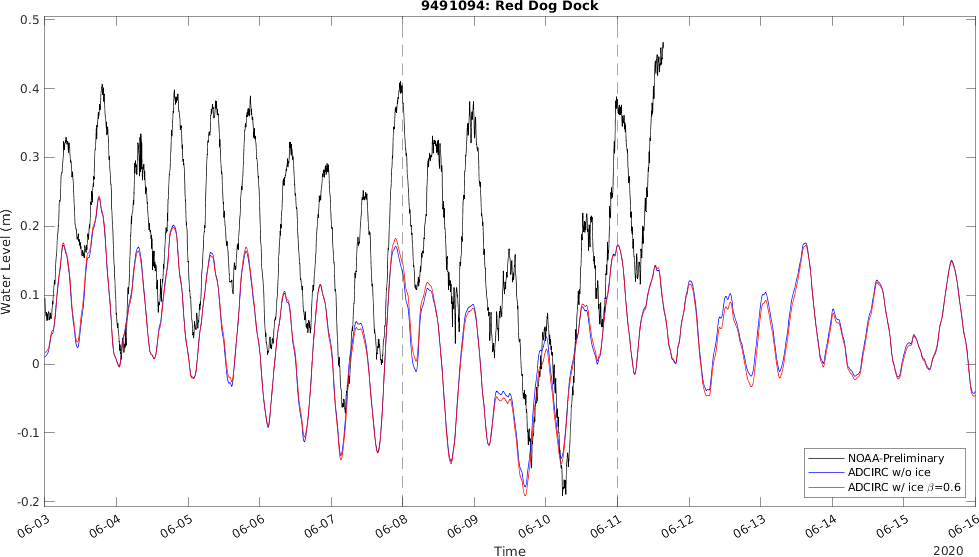 9491094: Red Dog Dock
Water Level (m)
0.5
0.4
0.3
0.2
0.1
0
-0.1
-0.2
NOAA-Preliminary
ADCIRC w/o ice
ADCIRC w/ ice β=0.6
06-03 06-04 06-05 06-06 06-07 06-08 06-09 06-10 06-11 06-12 06-13 06-14 06-15 06-16
Time
2020